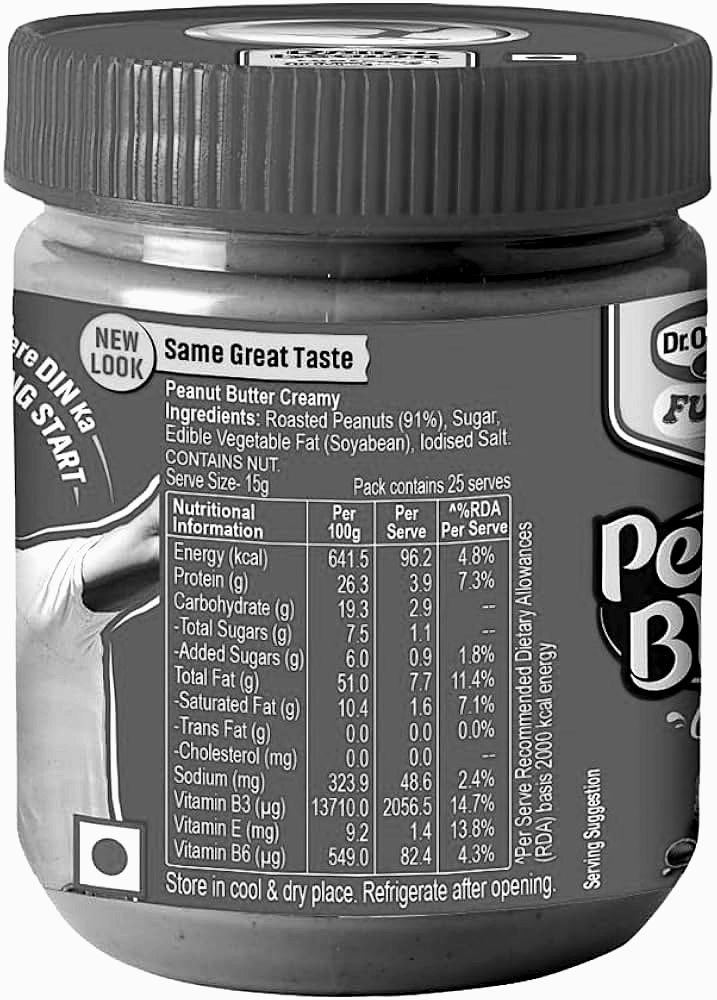 NEW
LOOK
Same Great Taste
DIN Ka
START
Peanut Butter Creamy
Ingredients: Roasted Peanuts (91%), Sugar,
Edible Vegetable Fat (Soyabean), Iodised Salt.
CONTAINS NUT.
Serve Size- 15g Pack contains 25 serves
Nutritional Information Per 100g Per Serve ^%RDA Per Serve
Energy (kcal) 641.5 96.2 4.8%
Protein (g) 26.3 3.9 7.3%
Carbohydrate (g) 19.3 2.9 --
-Total Sugars (g) 7.5 1.1 --
-Added Sugars (g) 6.0 0.9 1.8%
Total Fat (g) 51.0 7.7 11.4%
-Saturated Fat (g) 10.4 1.6 7.1%
-Trans Fat (g) 0.0 0.0 0.0%
-Cholesterol (mg) 0.0 0.0 --
Sodium (mg) 323.9 48.6 2.4%
Vitamin B3 (µg) 13710.0 2056.5 14.7%
Vitamin E (mg) 9.2 1.4 13.8%
Vitamin B6 (µg) 549.0 82.4 4.3%
^Per Serve Recommended Dietary Allowances
(RDA) basis 2000 kcal energy
Store in cool & dry place. Refrigerate after opening.
Serving Suggestion
Dr.O
FU
Pe
B